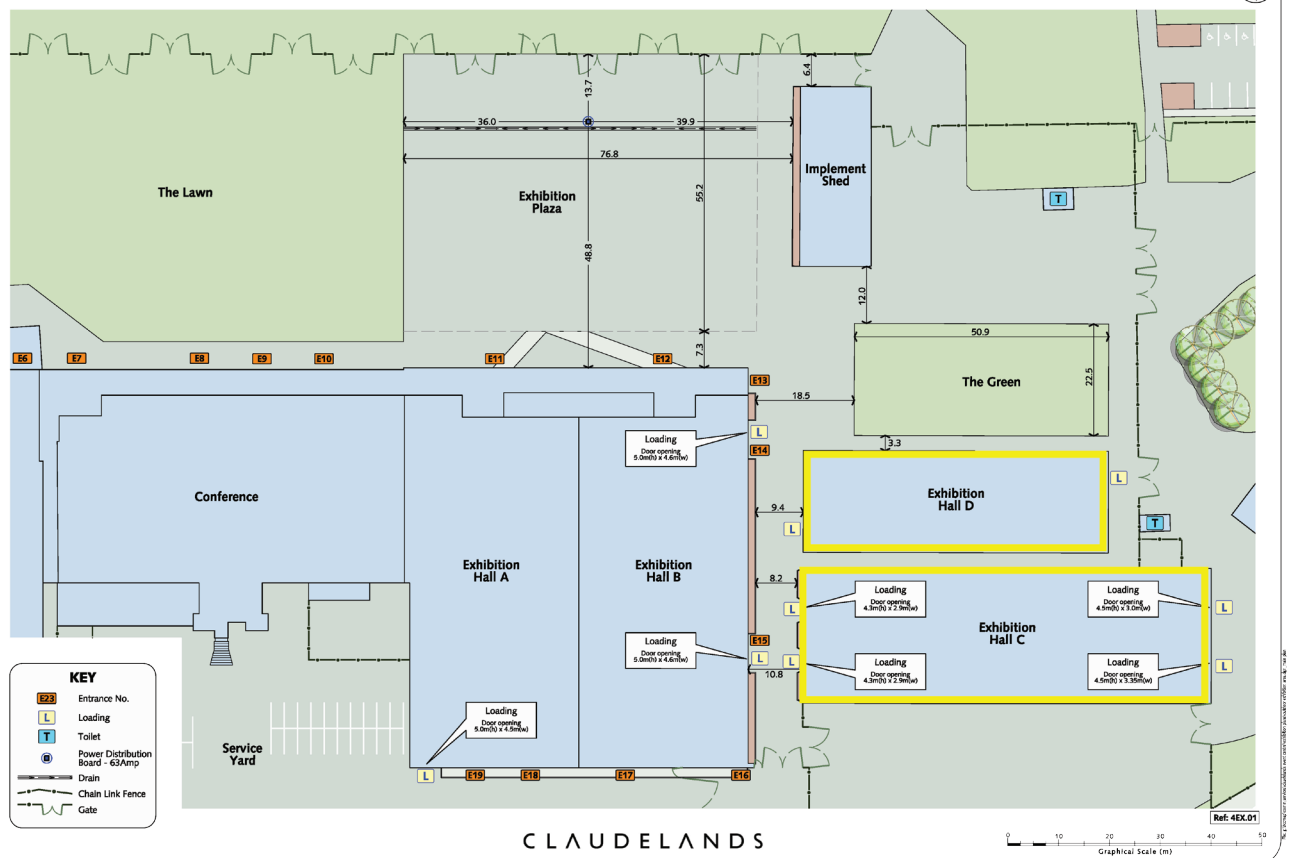 6.4
13.7
36.0
39.9
76.8
The Lawn
Exhibition
Plaza
Implement
Shed
55.2
48.8
T
12.0
50.9
7.3
E6
E7
E8
E9
E10
E11
E12
E13
The Green
22.5
18.5
L
Loading
Door opening
5.0m(h) x 4.6m(w)
E14
3.3
Conference
Exhibition
Hall D
L
9.4
L
T
Exhibition
Hall A
Exhibition
Hall B
8.2
L
Loading
Door opening
4.3m(h) x 2.9m(w)
Loading
Door opening
4.5m(h) x 3.0m(w)
L
Exhibition
Hall C
E15
Loading
Door opening
5.0m(h) x 4.6m(w)
L
L
10.8
Loading
Door opening
4.3m(h) x 2.9m(w)
Loading
Door opening
4.5m(h) x 3.35m(w)
L
Loading
Door opening
5.0m(h) x 4.5m(w)
Service
Yard
L
E19
E18
E17
E16
KEY
E23 Entrance No.
L Loading
T Toilet
Power Distribution
Board - 63Amp
Drain
Chain Link Fence
Gate
CLAUDELANDS
Ref: 4EX.01
0 10 20 30 40 50
Graphical Scale (m)